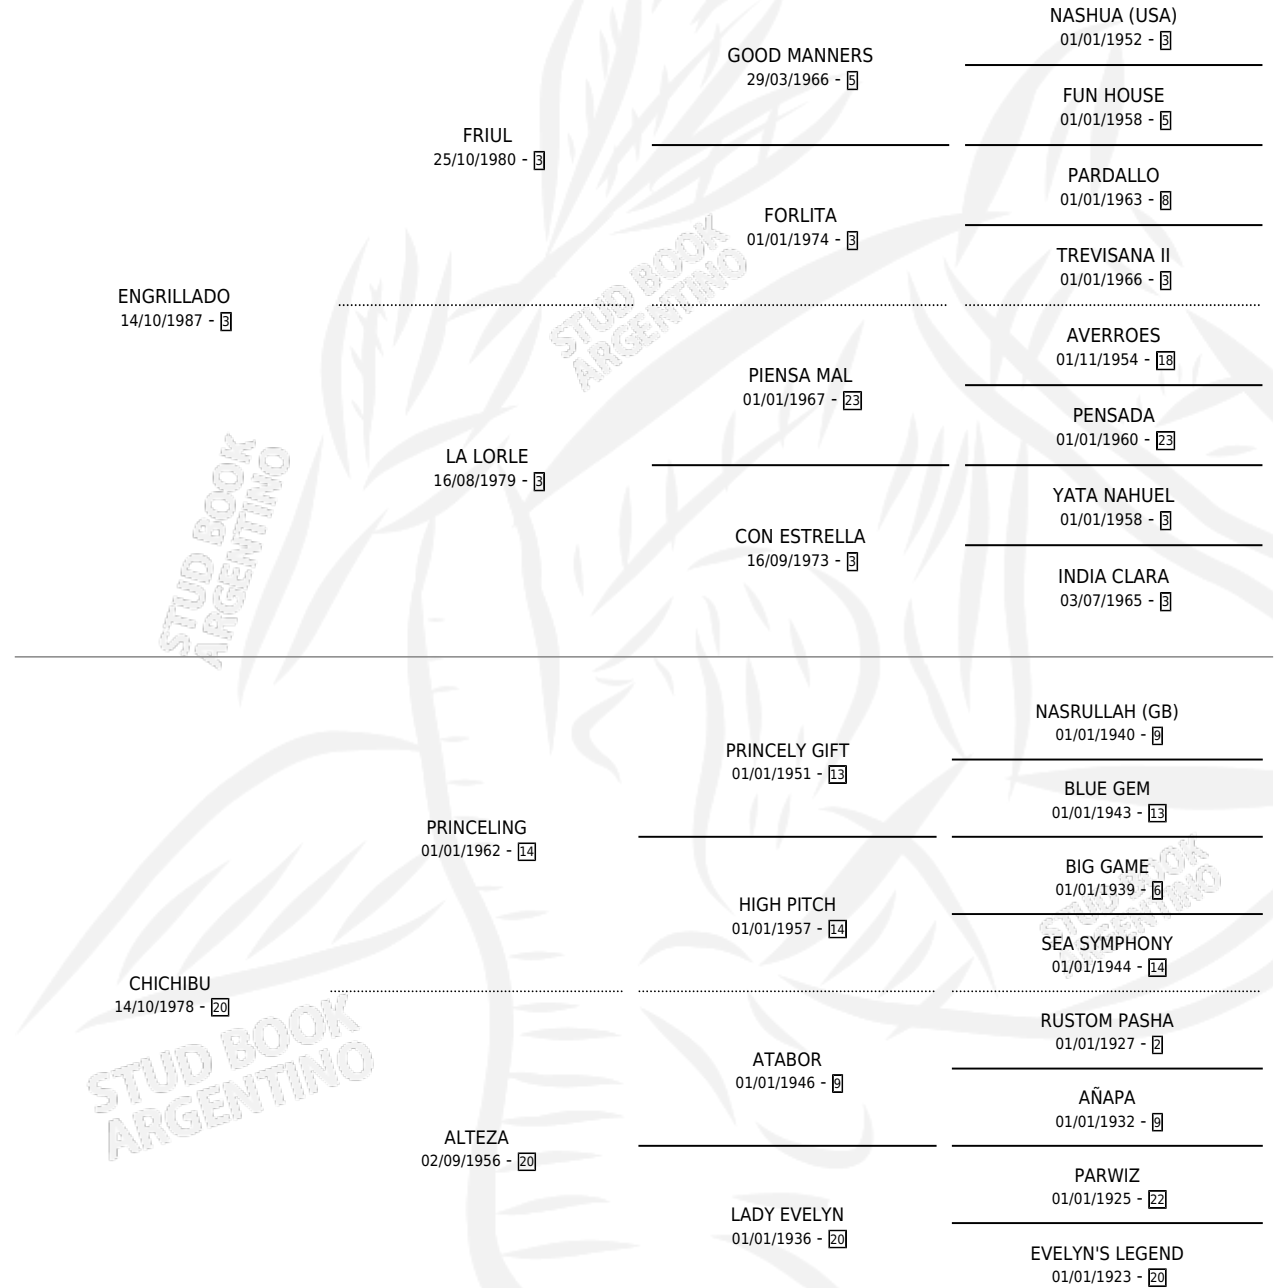 NASHUA (USA)
01/01/1952 - 3
GOOD MANNERS
29/03/1966 - 5
FUN HOUSE
01/01/1958 - 5
FRIUL
25/10/1980 - 3
PARDALLO
01/01/1963 - 8
FORLITA
01/01/1974 - 3
TREVISANA II
01/01/1966 - 3
ENGRILLADO
14/10/1987 - 3
STUD BOOK
ARGENTINO
AVERROES
01/11/1954 - 18
PIENSA MAL
01/01/1967 - 23
PENSADA
01/01/1960 - 23
LA LORLE
16/08/1979 - 3
YATA NAHUEL
01/01/1958 - 3
CON ESTRELLA
16/09/1973 - 3
INDIA CLARA
03/07/1965 - 3
STUD BOOK
ARGENTINO
NASRULLAH (GB)
01/01/1940 - 9
PRINCELY GIFT
01/01/1951 - 13
BLUE GEM
01/01/1943 - 13
PRINCELING
01/01/1962 - 14
BIG GAME
01/01/1939 - 6
HIGH PITCH
01/01/1957 - 14
SEA SYMPHONY
01/01/1944 - 14
STUD BOOK
ARGENTINO
CHICHIBU
14/10/1978 - 20
STUD BOOK
ARGENTINO
RUSTOM PASHA
01/01/1927 - 2
ATABOR
01/01/1946 - 9
AÑAPA
01/01/1932 - 9
ALTEZA
02/09/1956 - 20
PARWIZ
01/01/1925 - 22
LADY EVELYN
01/01/1936 - 20
EVELYN'S LEGEND
01/01/1923 - 20